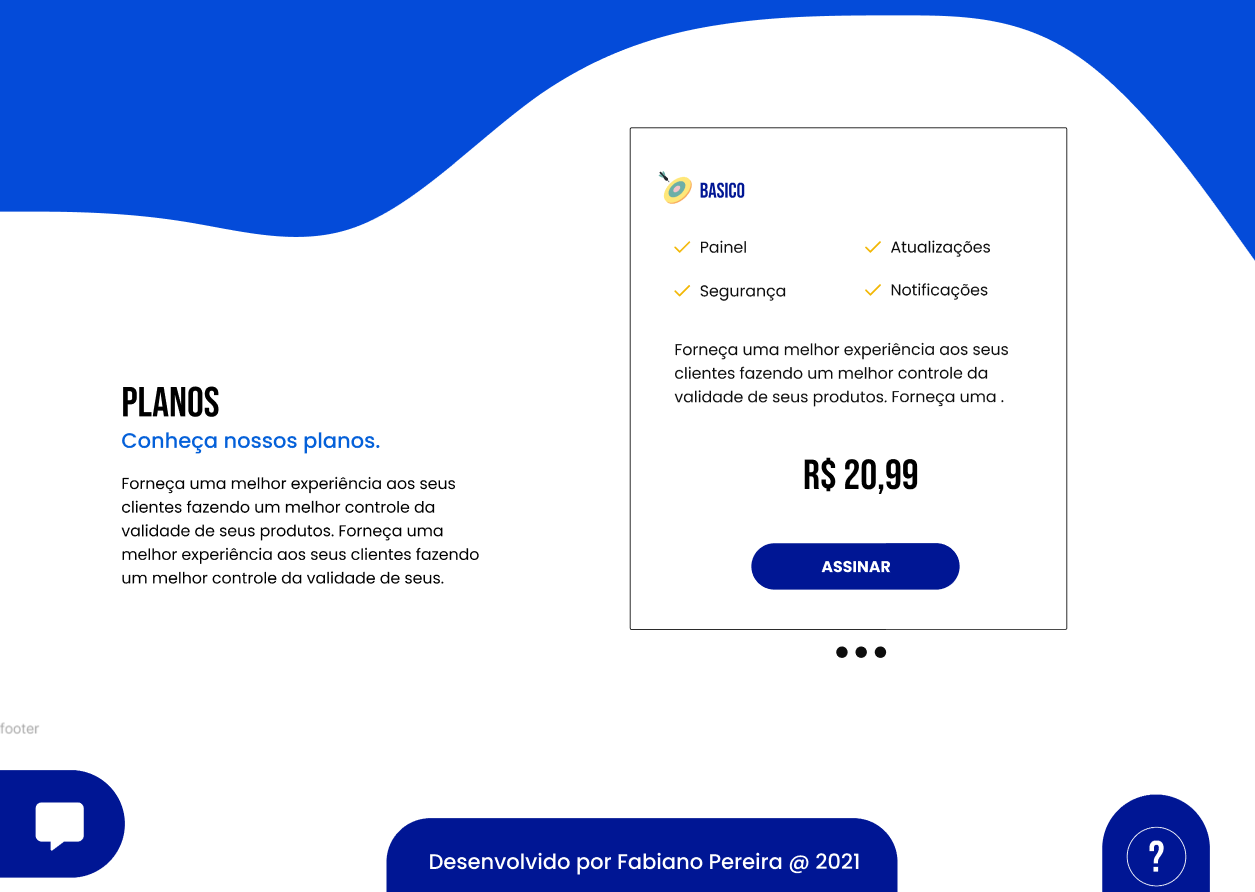 PLANOS
Conheça nossos planos.
Forneça uma melhor experiência aos seus
clientes fazendo um melhor controle da
validade de seus produtos. Forneça uma
melhor experiência aos seus clientes fazendo
um melhor controle da validade de seus.
BASICO
Painel
Atualizações
Segurança
Notificações
Forneça uma melhor experiência aos seus
clientes fazendo um melhor controle da
validade de seus produtos. Forneça uma .
R$ 20,99
ASSINAR
footer
Desenvolvido por Fabiano Pereira @ 2021
?